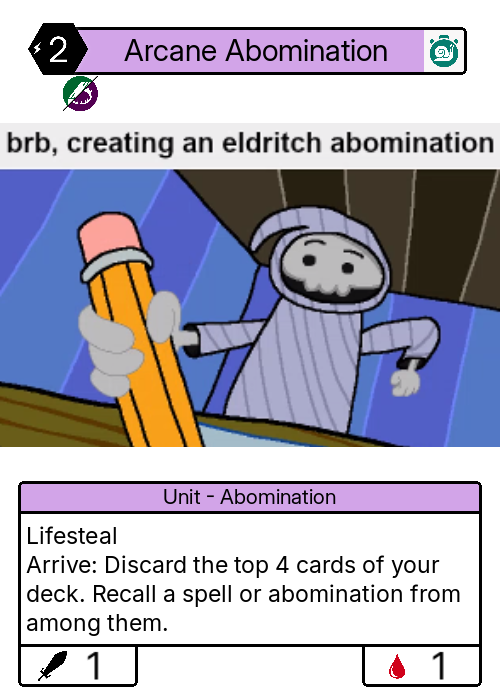 2
Arcane Abomination
brb, creating an eldritch abomination
Unit - Abomination
Lifesteal
Arrive: Discard the top 4 cards of your
deck. Recall a spell or abomination from
among them.
1
1